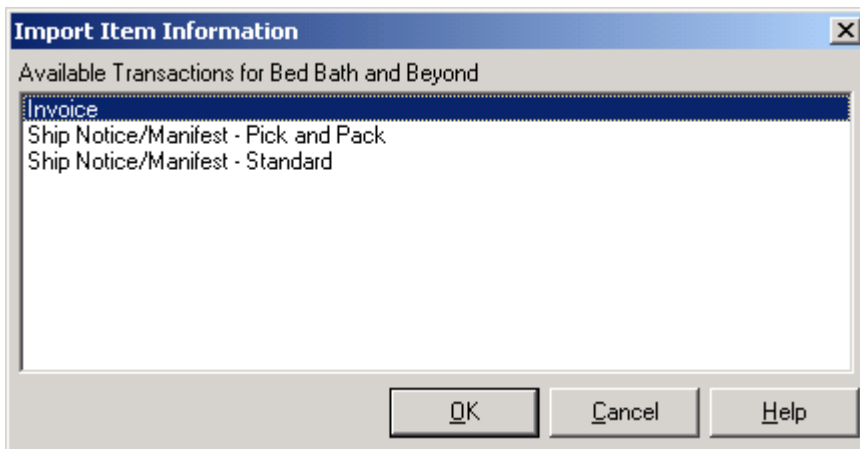 Import Item Information
Available Transactions for Bed Bath and Beyond
Invoice
Ship Notice/Manifest - Pick and Pack
Ship Notice/Manifest - Standard
OK Cancel Help